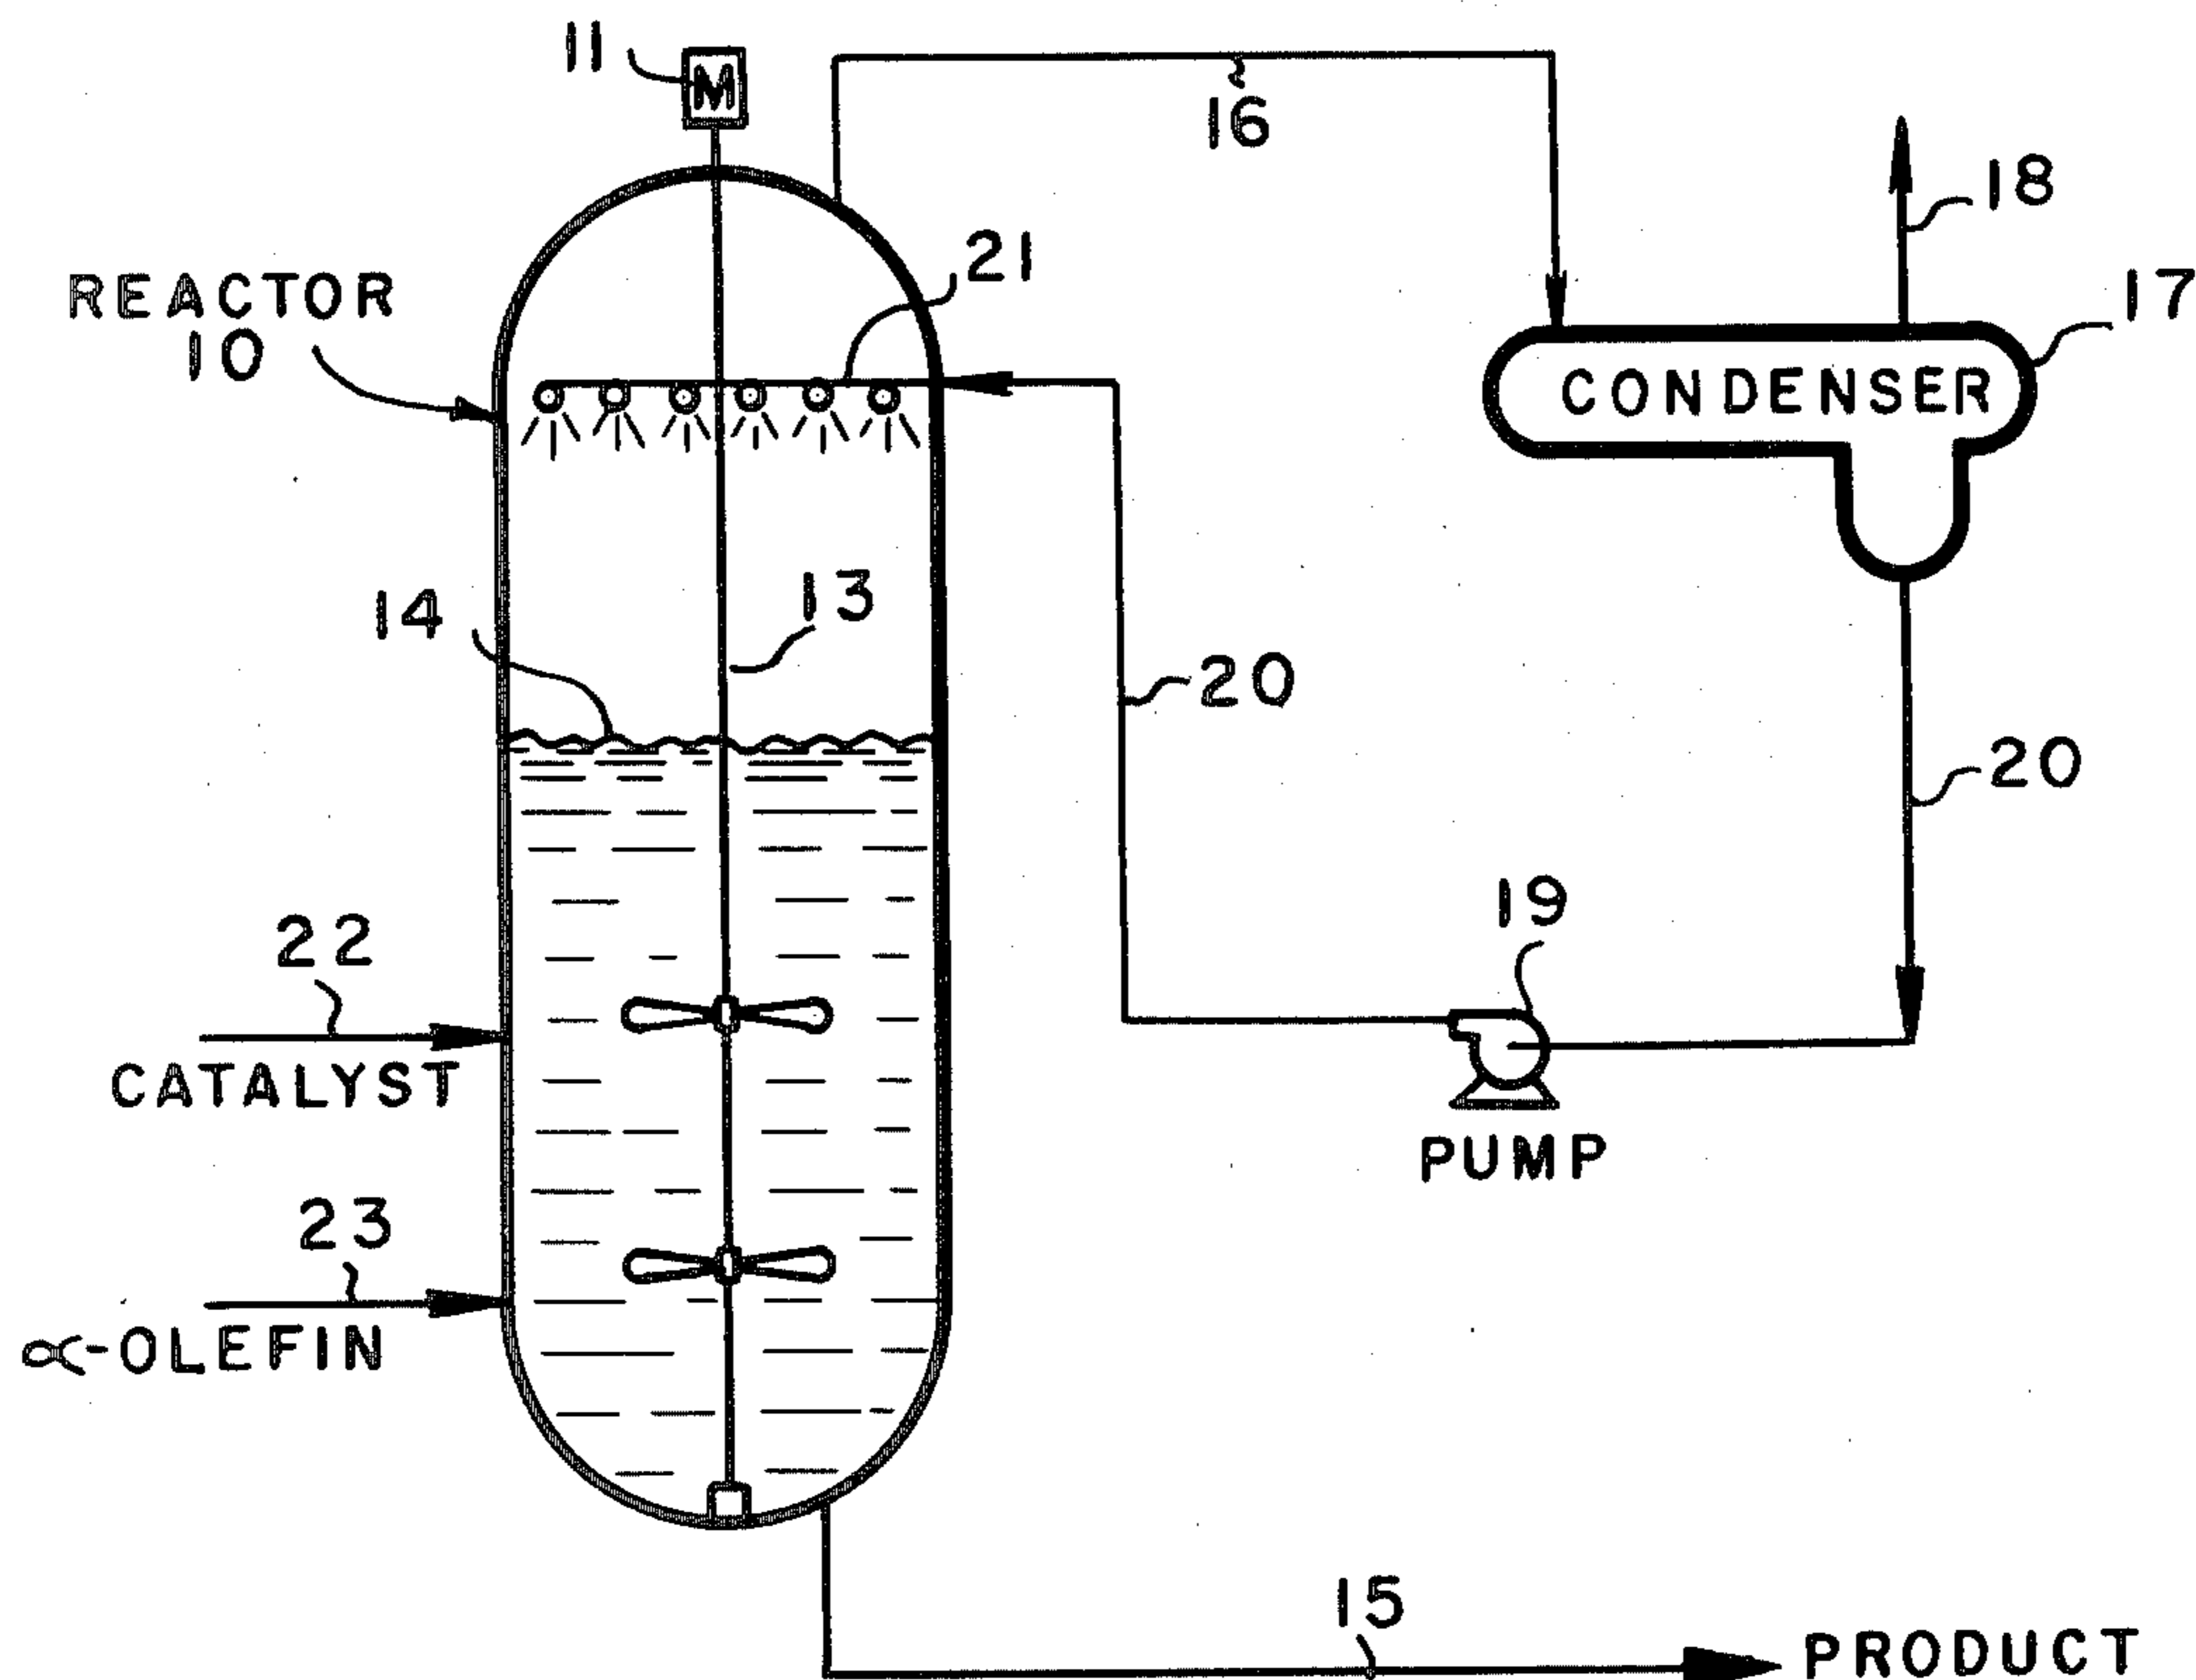 11
M
16
18
21
17
REACTOR
10
CONDENSER
14
13
20
20
19
22
CATALYST
PUMP
23
α-OLEFIN
15
PRODUCT